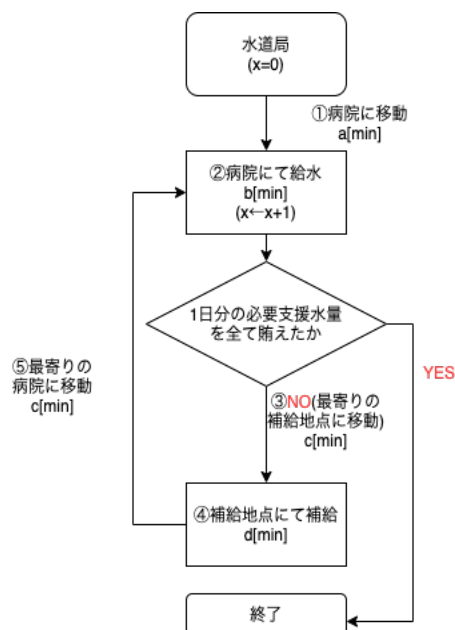 水道局
(x=0)
①病院に移動
a[min]
②病院にて給水
b[min]
(x←x+1)
1日分の必要支援水量
を全て賄えたか
YES
⑤最寄りの
病院に移動
c[min]
③NO(最寄りの
補給地点に移動)
c[min]
④補給地点にて補給
d[min]
終了